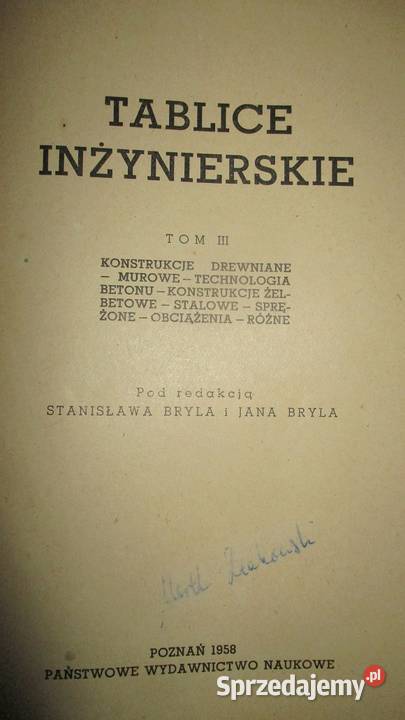 TABLICE
INŻYNIERSKIE
TOM III
KONSTRUKCJE DREWNIANE
— MUROWE — TECHNOLOGIA
BETONU — KONSTRUKCJE ŻEL-
BETOWE — STALOWE — SPRĘ-
ŻONE — OBCIĄŻENIA — RÓŻNE
Pod redakcją
STANISŁAWA BRYLA i JANA BRYLA
POZNAŃ 1958
PAŃSTWOWE WYDAWNICTWO NAUKOWE
Sprzedajemy.pl